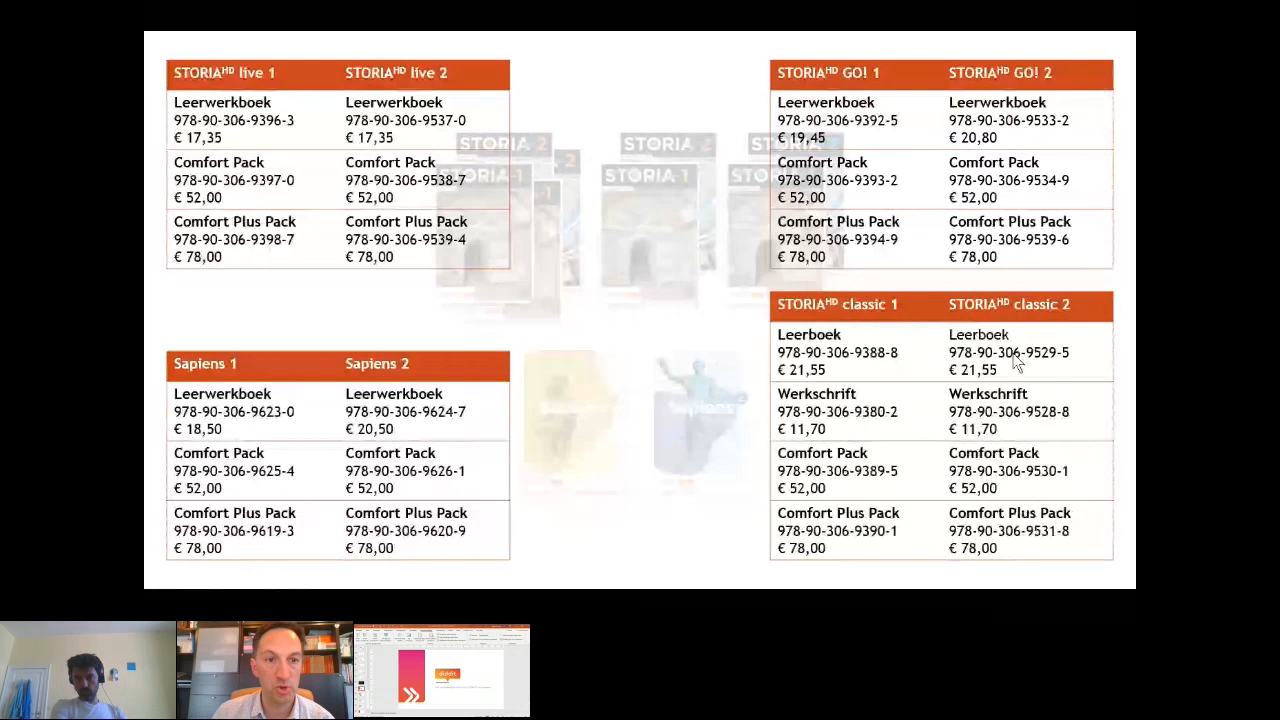 STORIAᴴᴰ live 1
STORIAᴴᴰ live 2
Leerwerkboek
978-90-306-9396-3
€ 17,35
Leerwerkboek
978-90-306-9537-0
€ 17,35
Comfort Pack
978-90-306-9397-0
€ 52,00
Comfort Pack
978-90-306-9538-7
€ 52,00
Comfort Plus Pack
978-90-306-9398-7
€ 78,00
Comfort Plus Pack
978-90-306-9539-4
€ 78,00
STORIA 2
STORIA 2
STORIA 2
2
STORIA 1
STORIA 1
STORIA 1
1
STORIAᴴᴰ GO! 1
STORIAᴴᴰ GO! 2
Leerwerkboek
978-90-306-9392-5
€ 19,45
Leerwerkboek
978-90-306-9533-2
€ 20,80
Comfort Pack
978-90-306-9393-2
€ 52,00
Comfort Pack
978-90-306-9534-9
€ 52,00
Comfort Plus Pack
978-90-306-9394-9
€ 78,00
Comfort Plus Pack
978-90-306-9539-6
€ 78,00
Sapiens 1
Sapiens 2
Leerwerkboek
978-90-306-9623-0
€ 18,50
Leerwerkboek
978-90-306-9624-7
€ 20,50
Comfort Pack
978-90-306-9625-4
€ 52,00
Comfort Pack
978-90-306-9626-1
€ 52,00
Comfort Plus Pack
978-90-306-9619-3
€ 78,00
Comfort Plus Pack
978-90-306-9620-9
€ 78,00
Sapiens
STORIAᴴᴰ classic 1
STORIAᴴᴰ classic 2
Leerboek
978-90-306-9388-8
€ 21,55
Leerboek
978-90-306-9529-5
€ 21,55
Werkschrift
978-90-306-9380-2
€ 11,70
Werkschrift
978-90-306-9528-8
€ 11,70
Comfort Pack
978-90-306-9389-5
€ 52,00
Comfort Pack
978-90-306-9530-1
€ 52,00
Comfort Plus Pack
978-90-306-9390-1
€ 78,00
Comfort Plus Pack
978-90-306-9531-8
€ 78,00
diddit